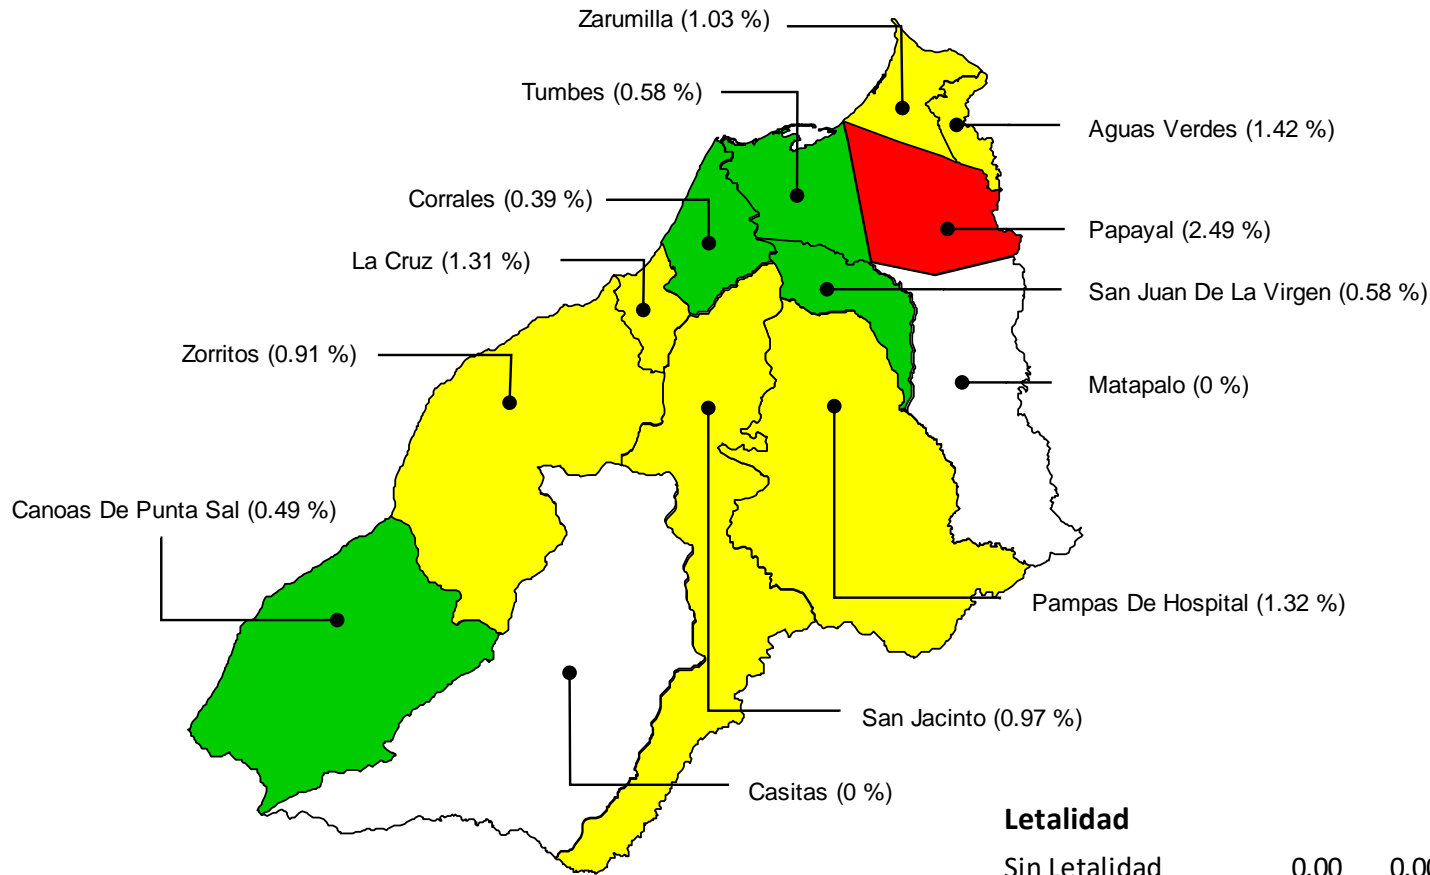 Zarumilla (1.03 %)
Tumbes (0.58 %)
Aguas Verdes (1.42 %)
Corrales (0.39 %)
Papayal (2.49 %)
La Cruz (1.31 %)
San Juan De La Virgen (0.58 %)
Zorritos (0.91 %)
Matapalo (0 %)
Canoas De Punta Sal (0.49 %)
Pampas De Hospital (1.32 %)
San Jacinto (0.97 %)
Casitas (0 %)
Letalidad
Sin Letalidad 0.00 0.00